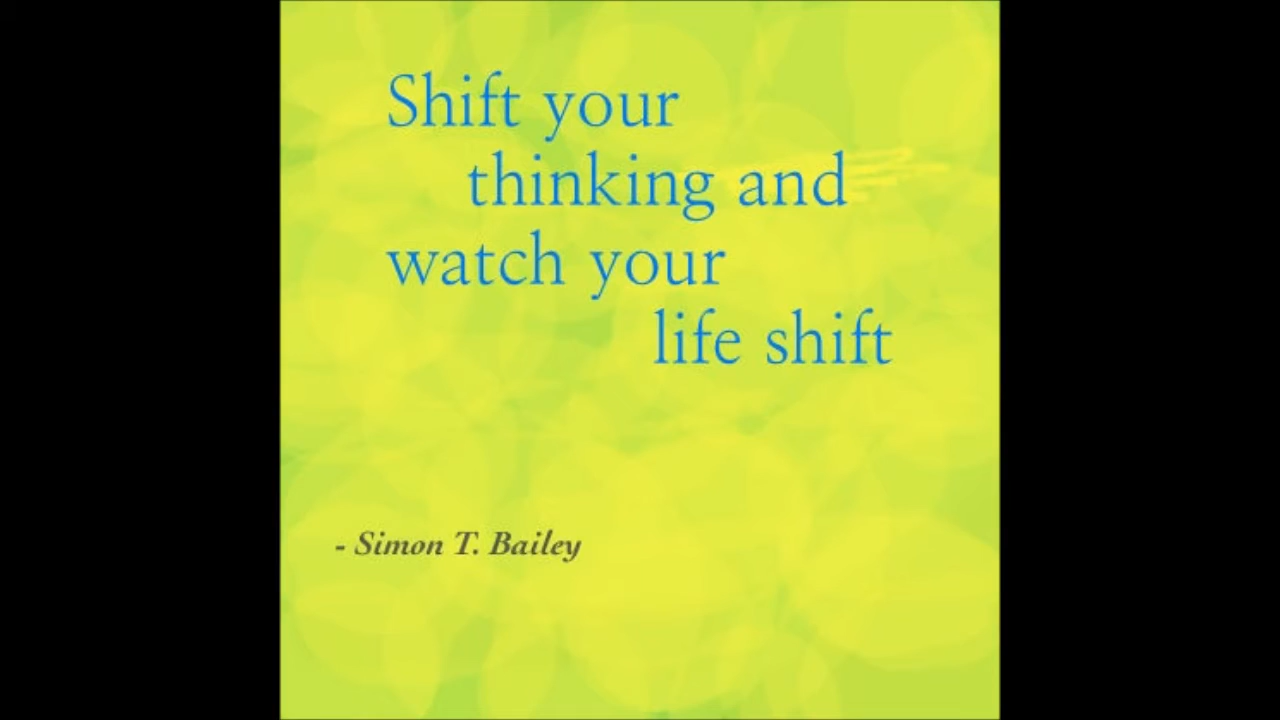 Shift your
thinking and
watch your
life shift
- Simon T. Bailey